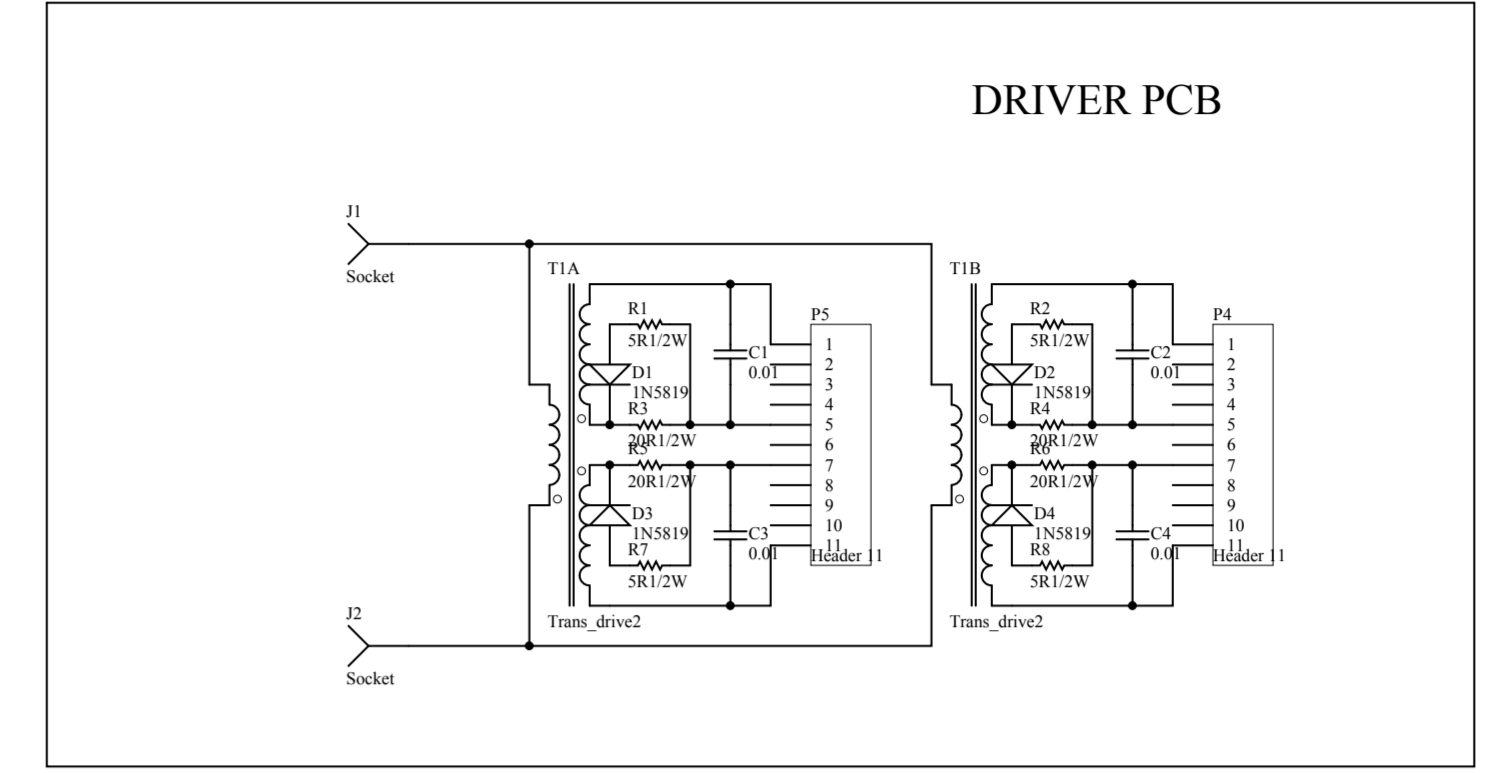 DRIVER PCB
J1
Socket
T1A
R1
5R1/2W
D1
1N5819
R3
20R1/2W
R5
20R1/2W
D3
1N5819
R7
5R1/2W
Trans_drive2
C1
0.01
C3
0.01
P5
1
2
3
4
5
6
7
8
9
10
11
Header 11
T1B
R2
5R1/2W
D2
1N5819
R4
20R1/2W
R6
20R1/2W
D4
1N5819
R8
5R1/2W
Trans_drive2
C2
0.01
C4
0.01
P4
1
2
3
4
5
6
7
8
9
10
11
Header 11
J2
Socket